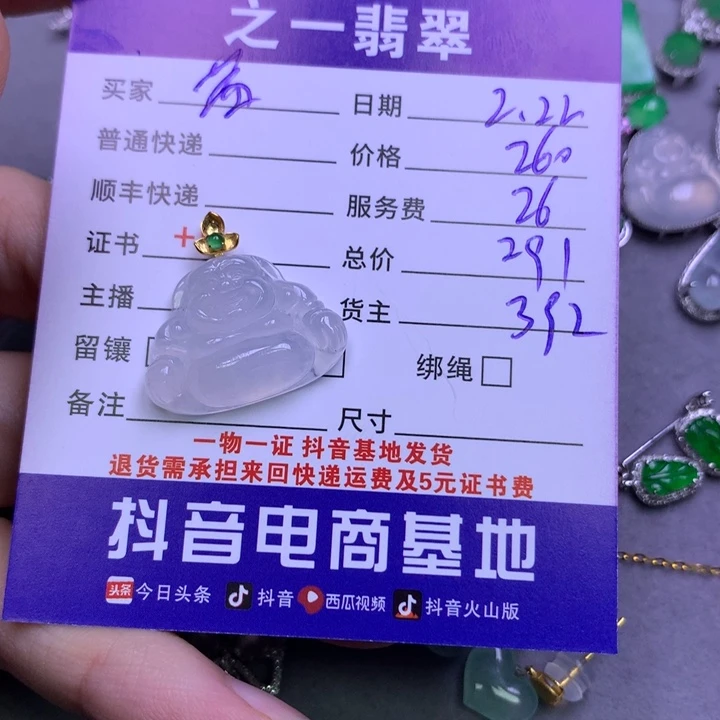 之一翡翠
买家 日期 2.22
普通快递 价格 260
顺丰快递 服务费 26
证书 + 总价 291
主播 货主 392
留镶 绑绳
备注 尺寸
一物一证 抖音基地发货
退货需承担来回快递运费及5元证书费
抖音电商基地
头条 今日头条 抖音 西瓜视频 抖音火山版